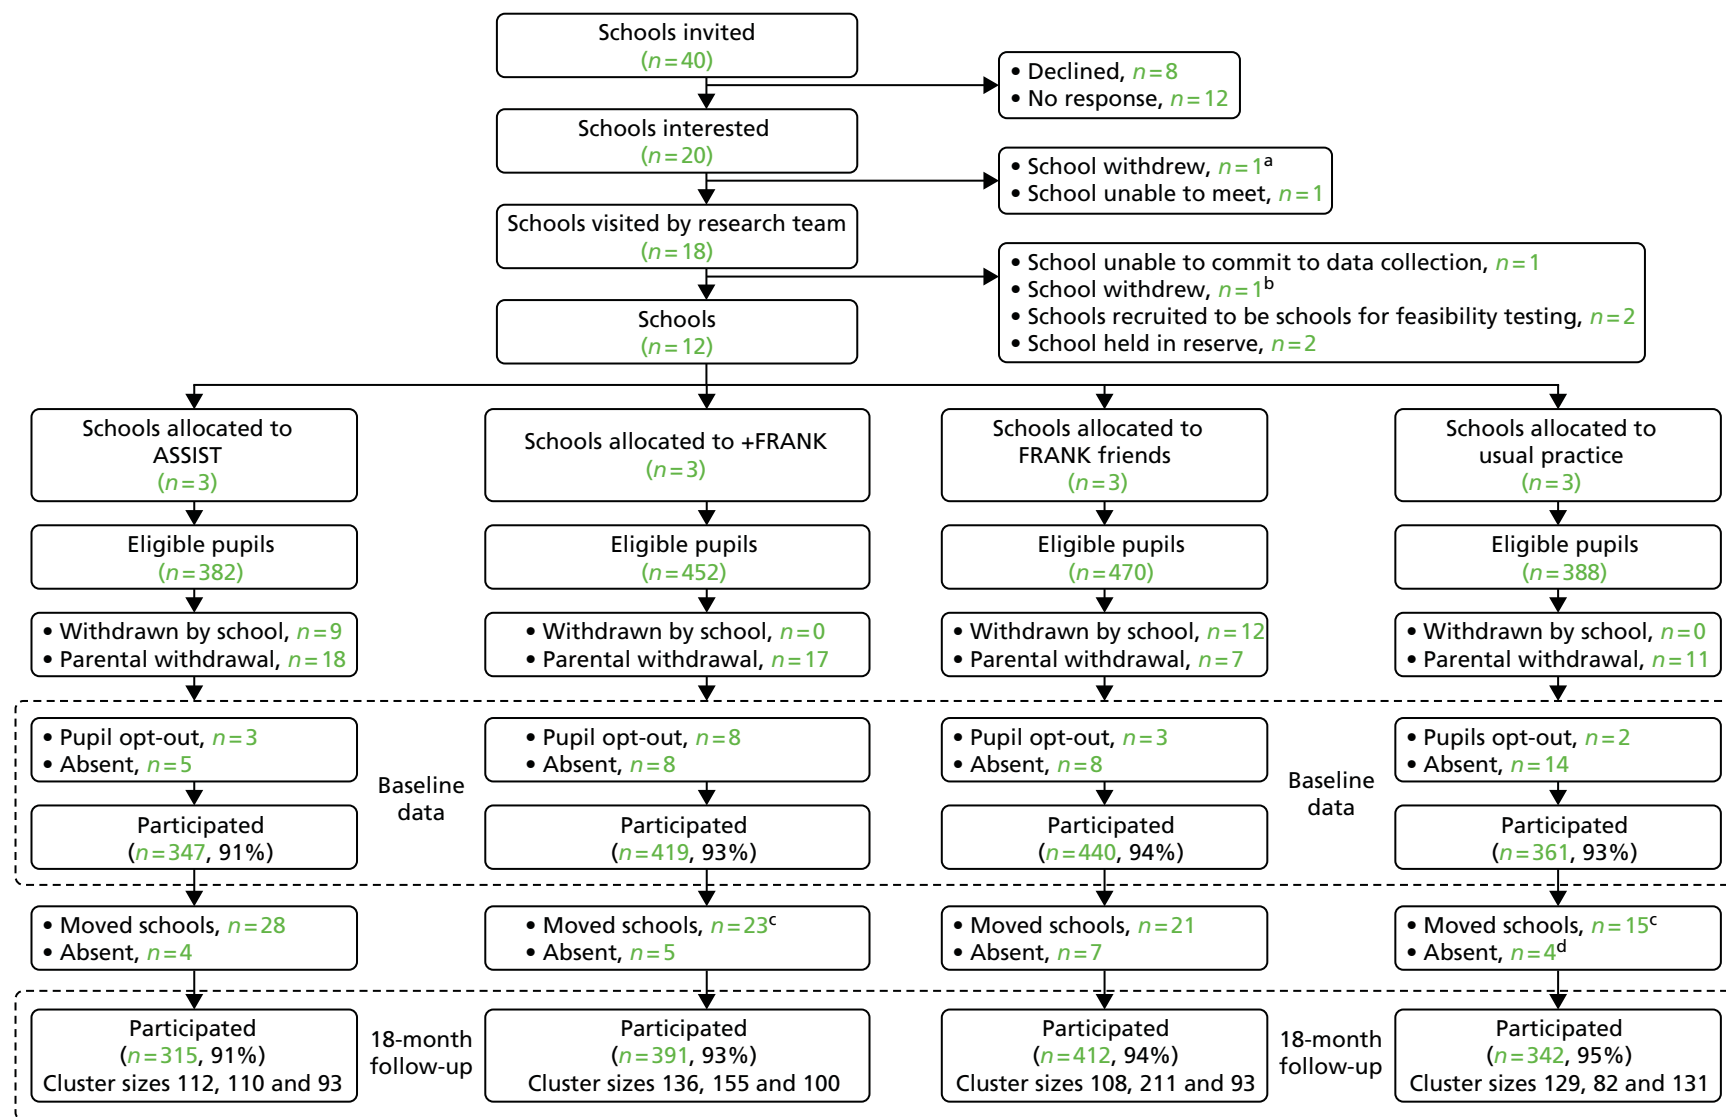 Schools invited
(n=40)
• Declined, n=8
• No response, n=12
Schools interested
(n=20)
• School withdrew, n=1a
• School unable to meet, n=1
Schools visited by research team
(n=18)
• School unable to commit to data collection, n=1
• School withdrew, n=1b
• Schools recruited to be schools for feasibility testing, n=2
• School held in reserve, n=2
Schools
(n=12)
Schools allocated to
ASSIST
(n=3)
Schools allocated to +FRANK
(n=3)
Schools allocated to
FRANK friends
(n=3)
Schools allocated to
usual practice
(n=3)
Eligible pupils
(n=382)
Eligible pupils
(n=452)
Eligible pupils
(n=470)
Eligible pupils
(n=388)
• Withdrawn by school, n=9
• Parental withdrawal, n=18
• Withdrawn by school, n=0
• Parental withdrawal, n=17
• Withdrawn by school, n=12
• Parental withdrawal, n=7
• Withdrawn by school, n=0
• Parental withdrawal, n=11
• Pupil opt-out, n=3
• Absent, n=5
• Pupil opt-out, n=8
• Absent, n=8
• Pupil opt-out, n=3
• Absent, n=8
• Pupils opt-out, n=2
• Absent, n=14
Baseline
data
Baseline
data
Participated
(n=347, 91%)
Participated
(n=419, 93%)
Participated
(n=440, 94%)
Participated
(n=361, 93%)
• Moved schools, n=28
• Absent, n=4
• Moved schools, n=23c
• Absent, n=5
• Moved schools, n=21
• Absent, n=7
• Moved schools, n=15c
• Absent, n=4d
Participated
(n=315, 91%)
Cluster sizes 112, 110 and 93
18-month
follow-up
Participated
(n=391, 93%)
Cluster sizes 136, 155 and 100
Participated
(n=412, 94%)
Cluster sizes 108, 211 and 93
18-month
follow-up
Participated
(n=342, 95%)
Cluster sizes 129, 82 and 131